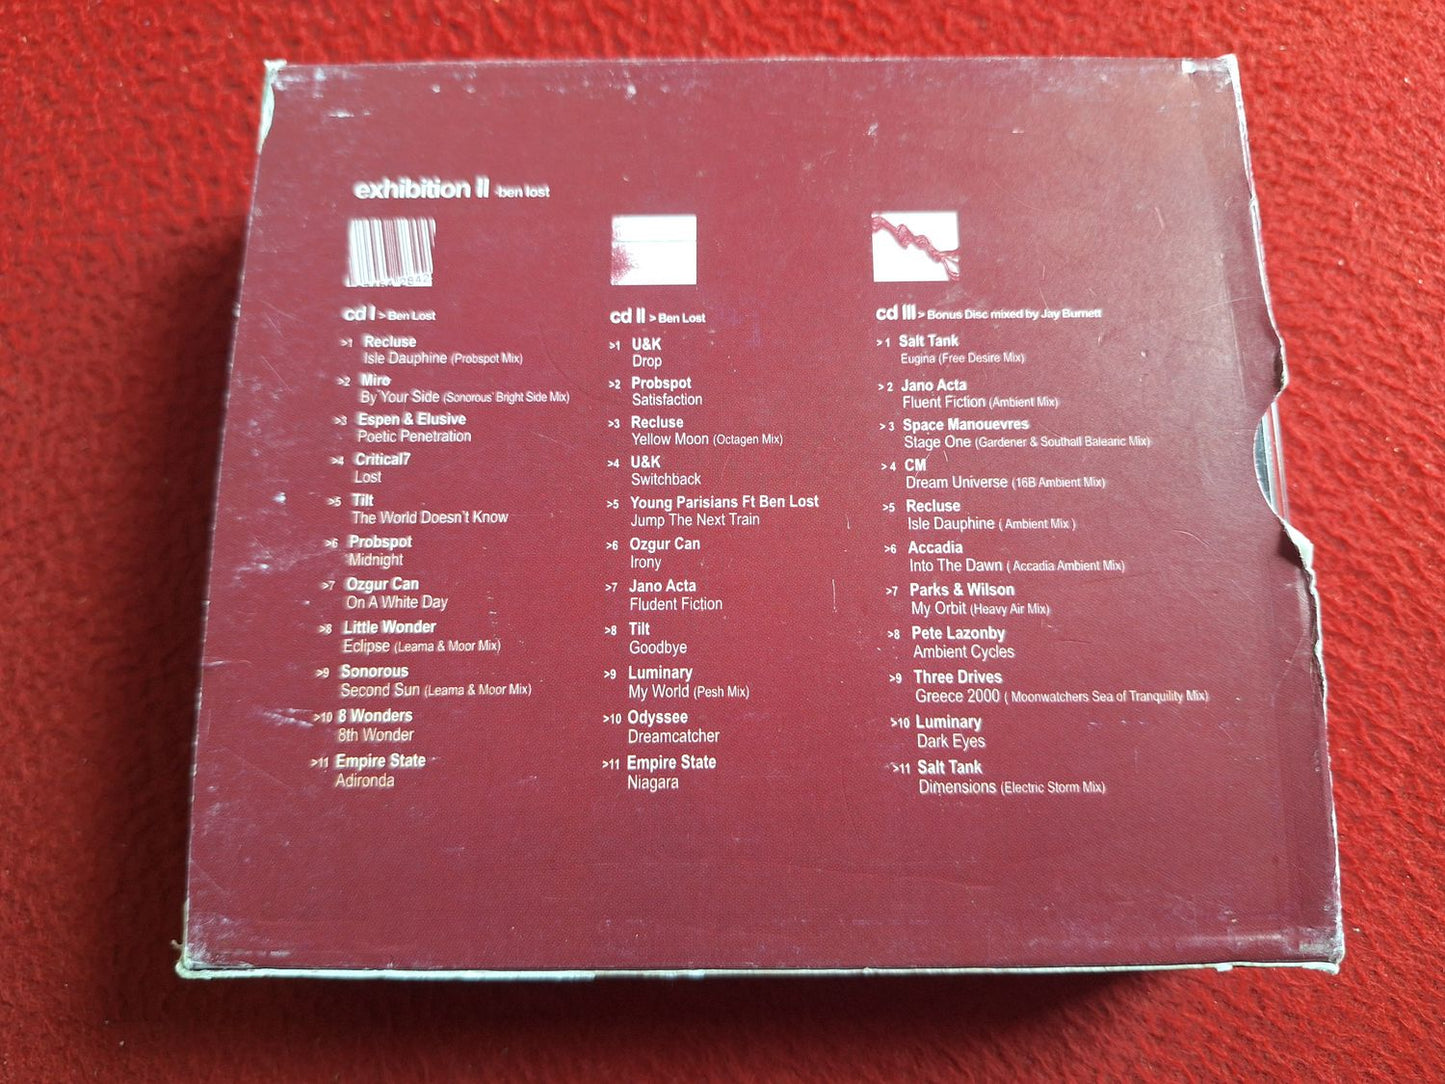 exhibition II -ben lost
cd I > Ben Lost
>1 Recluse
Isle Dauphine (Probspot Mix)
>2 Miro
By Your Side (Sonorous' Bright Side Mix)
>3 Espen & Elusive
Poetic Penetration
>4 Critical7
Lost
>5 Tilt
The World Doesn't Know
>6 Probspot
Midnight
>7 Ozgur Can
On A White Day
>8 Little Wonder
Eclipse (Leama & Moor Mix)
>9 Sonorous
Second Sun (Leama & Moor Mix)
>10 8 Wonders
8th Wonder
>11 Empire State
Adironda
cd II > Ben Lost
>1 U&K
Drop
>2 Probspot
Satisfaction
>3 Recluse
Yellow Moon (Octagen Mix)
>4 U&K
Switchback
>5 Young Parisians Ft Ben Lost
Jump The Next Train
>6 Ozgur Can
Irony
>7 Jano Acta
Fludent Fiction
>8 Tilt
Goodbye
>9 Luminary
My World (Pesh Mix)
>10 Odyssee
Dreamcatcher
>11 Empire State
Niagara
cd III > Bonus Disc mixed by Jay Burnett
>1 Salt Tank
Eugina (Free Desire Mix)
>2 Jano Acta
Fluent Fiction (Ambient Mix)
>3 Space Manouevres
Stage One (Gardener & Southall Balearic Mix)
>4 CM
Dream Universe (16B Ambient Mix)
>5 Recluse
Isle Dauphine ( Ambient Mix )
>6 Accadia
Into The Dawn ( Accadia Ambient Mix)
>7 Parks & Wilson
My Orbit (Heavy Air Mix)
>8 Pete Lazonby
Ambient Cycles
>9 Three Drives
Greece 2000 ( Moonwatchers Sea of Tranquility Mix)
>10 Luminary
Dark Eyes
>11 Salt Tank
Dimensions (Electric Storm Mix)